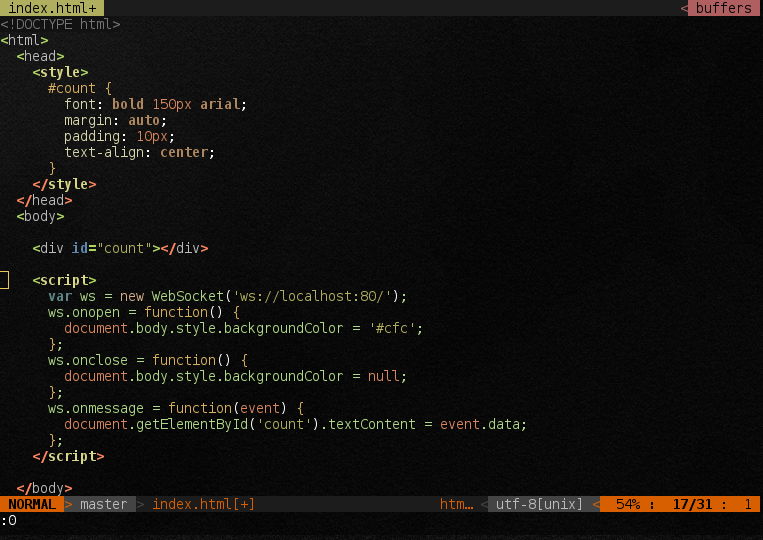 index.html+ < buffers
<!DOCTYPE html>
<html>
  <head>
    <style>
      #count {
        font: bold 150px arial;
        margin: auto;
        padding: 10px;
        text-align: center;
      }
    </style>
  </head>
  <body>

    <div id="count"></div>

    <script>
      var ws = new WebSocket('ws://localhost:80/');
      ws.onopen = function() {
        document.body.style.backgroundColor = '#cfc';
      };
      ws.onclose = function() {
        document.body.style.backgroundColor = null;
      };
      ws.onmessage = function(event) {
        document.getElementById('count').textContent = event.data;
      };
    </script>

  </body>
NORMAL > master > index.html[+] htm… < utf-8[unix] < 54% : 17/31 : 1
:0